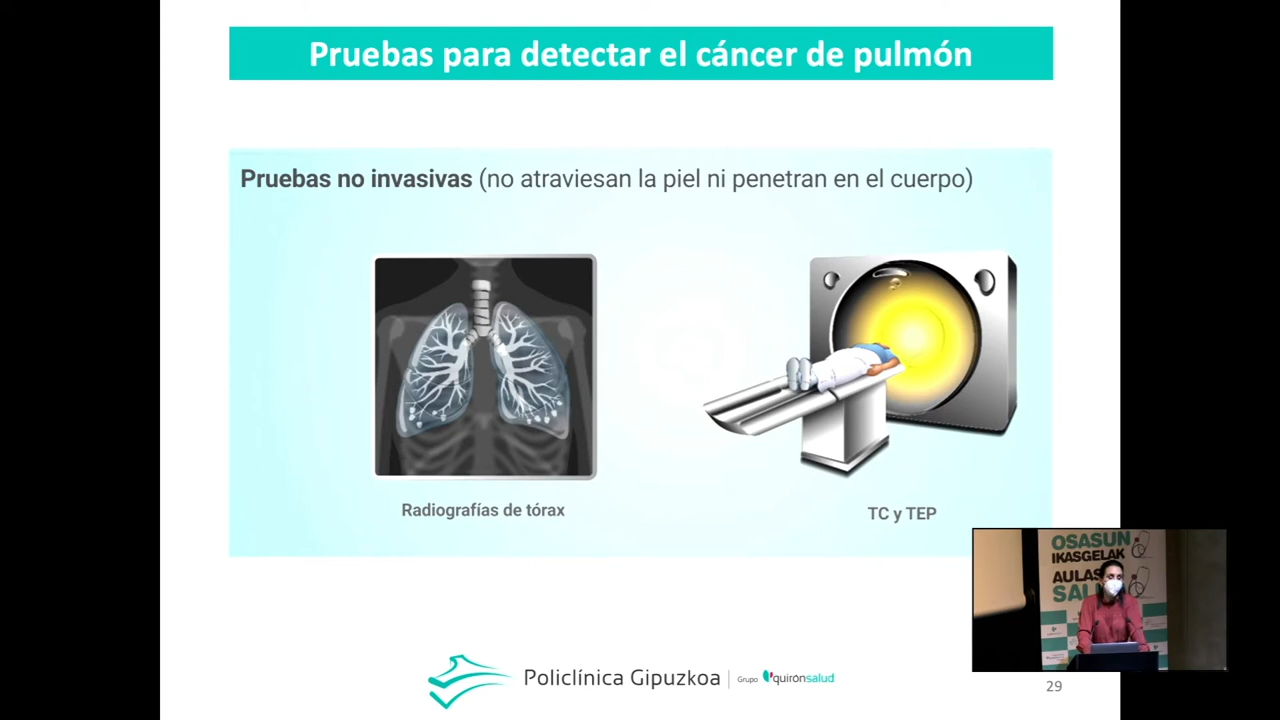 Pruebas para detectar el cáncer de pulmón
Pruebas no invasivas (no atraviesan la piel ni penetran en el cuerpo)
Radiografías de tórax
TC y TEP
OSASUN
IKASGELAK
AULAS
Policlínica Gipuzkoa
Grupo quirónsalud
29